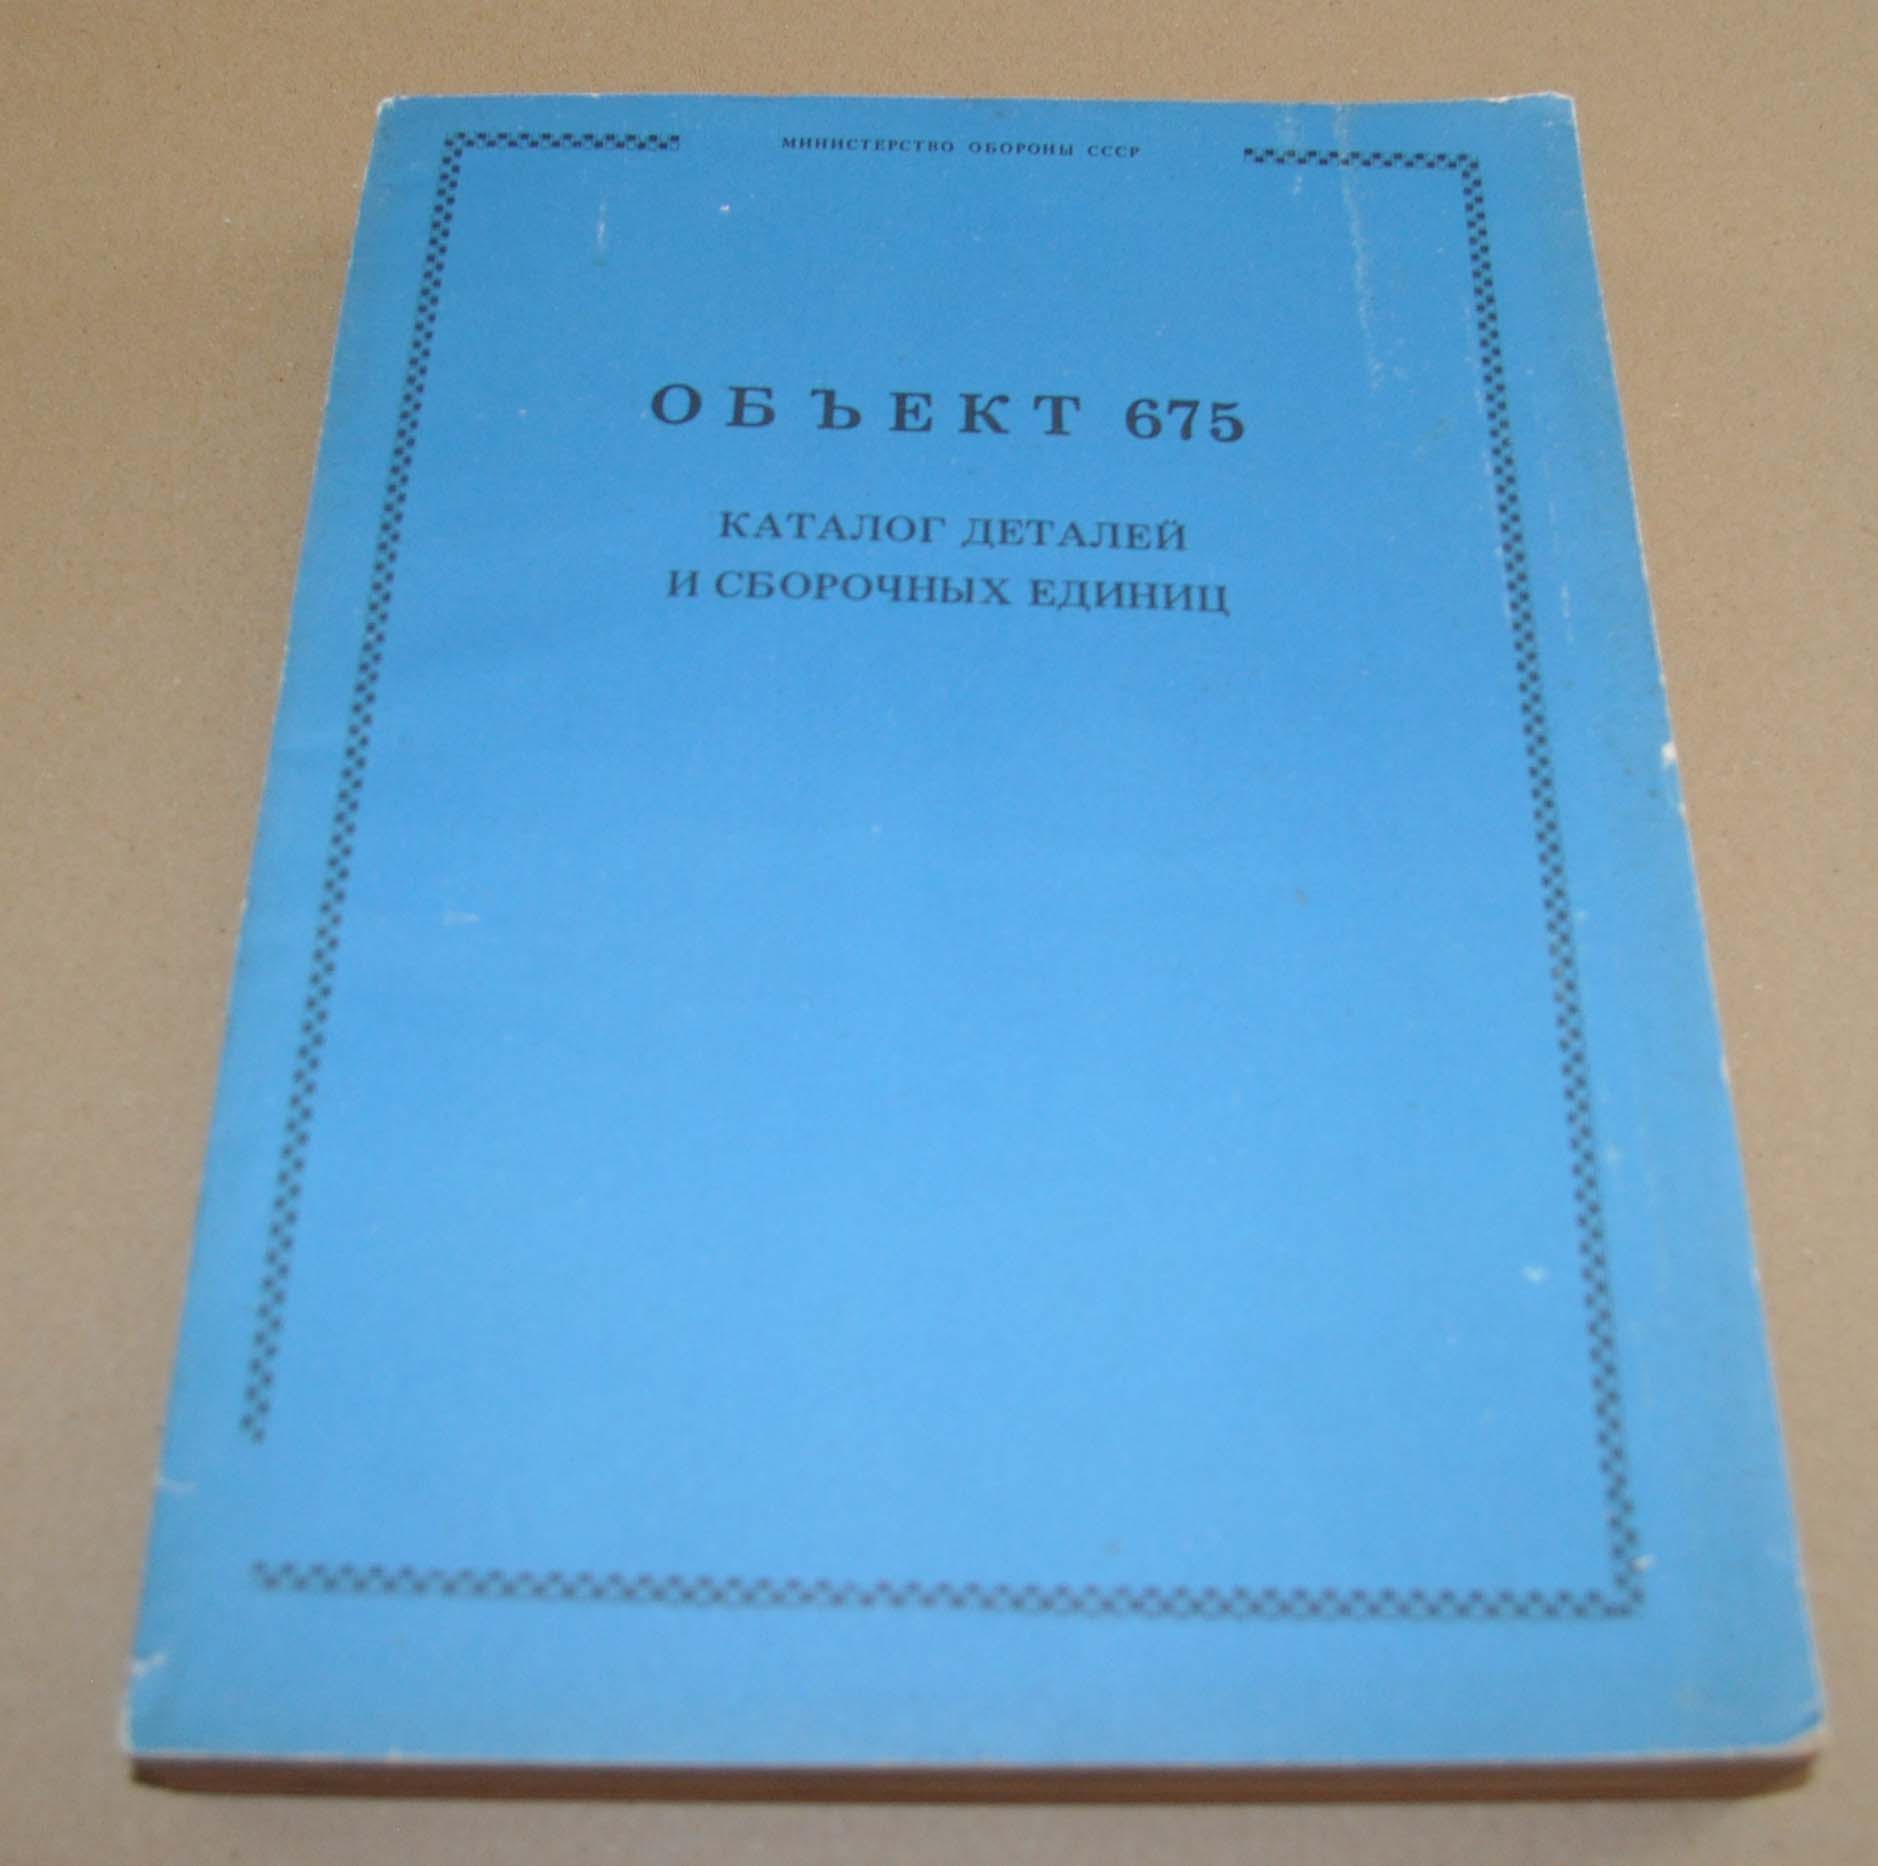 МИНИСТЕРСТВО ОБОРОНЫ СССР
ОБЪЕКТ 675
КАТАЛОГ ДЕТАЛЕЙ
И СБОРОЧНЫХ ЕДИНИЦ